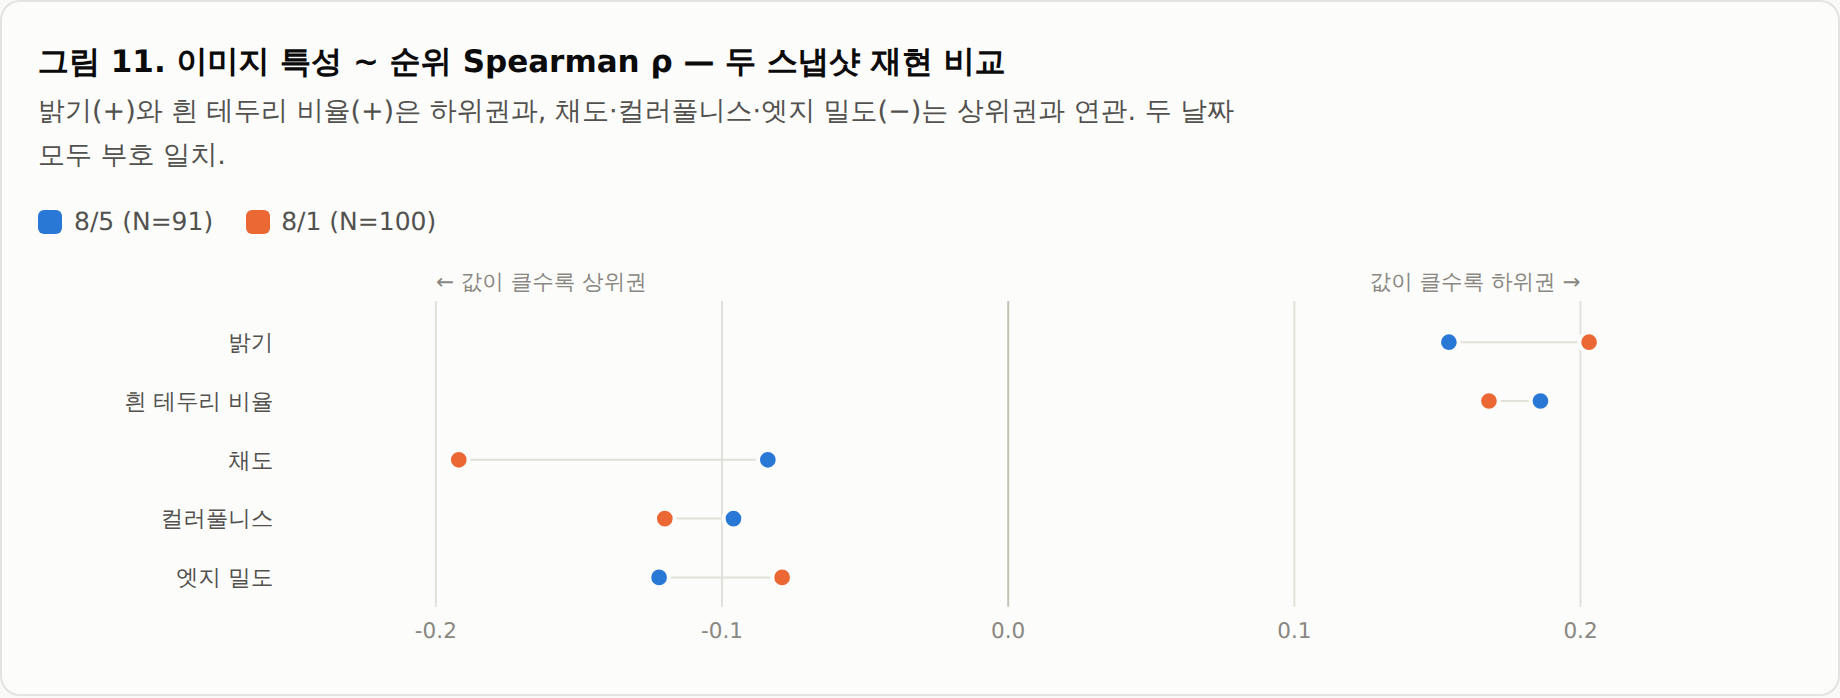 그림 11. 이미지 특성 ~ 순위 Spearman ρ — 두 스냅샷 재현 비교
밝기(+)와 흰 테두리 비율(+)은 하위권과, 채도·컬러풀니스·엣지 밀도(−)는 상위권과 연관. 두 날짜
모두 부호 일치.
8/5 (N=91) 8/1 (N=100)
← 값이 클수록 상위권 값이 클수록 하위권 →
밝기
흰 테두리 비율
채도
컬러풀니스
엣지 밀도
-0.2 -0.1 0.0 0.1 0.2